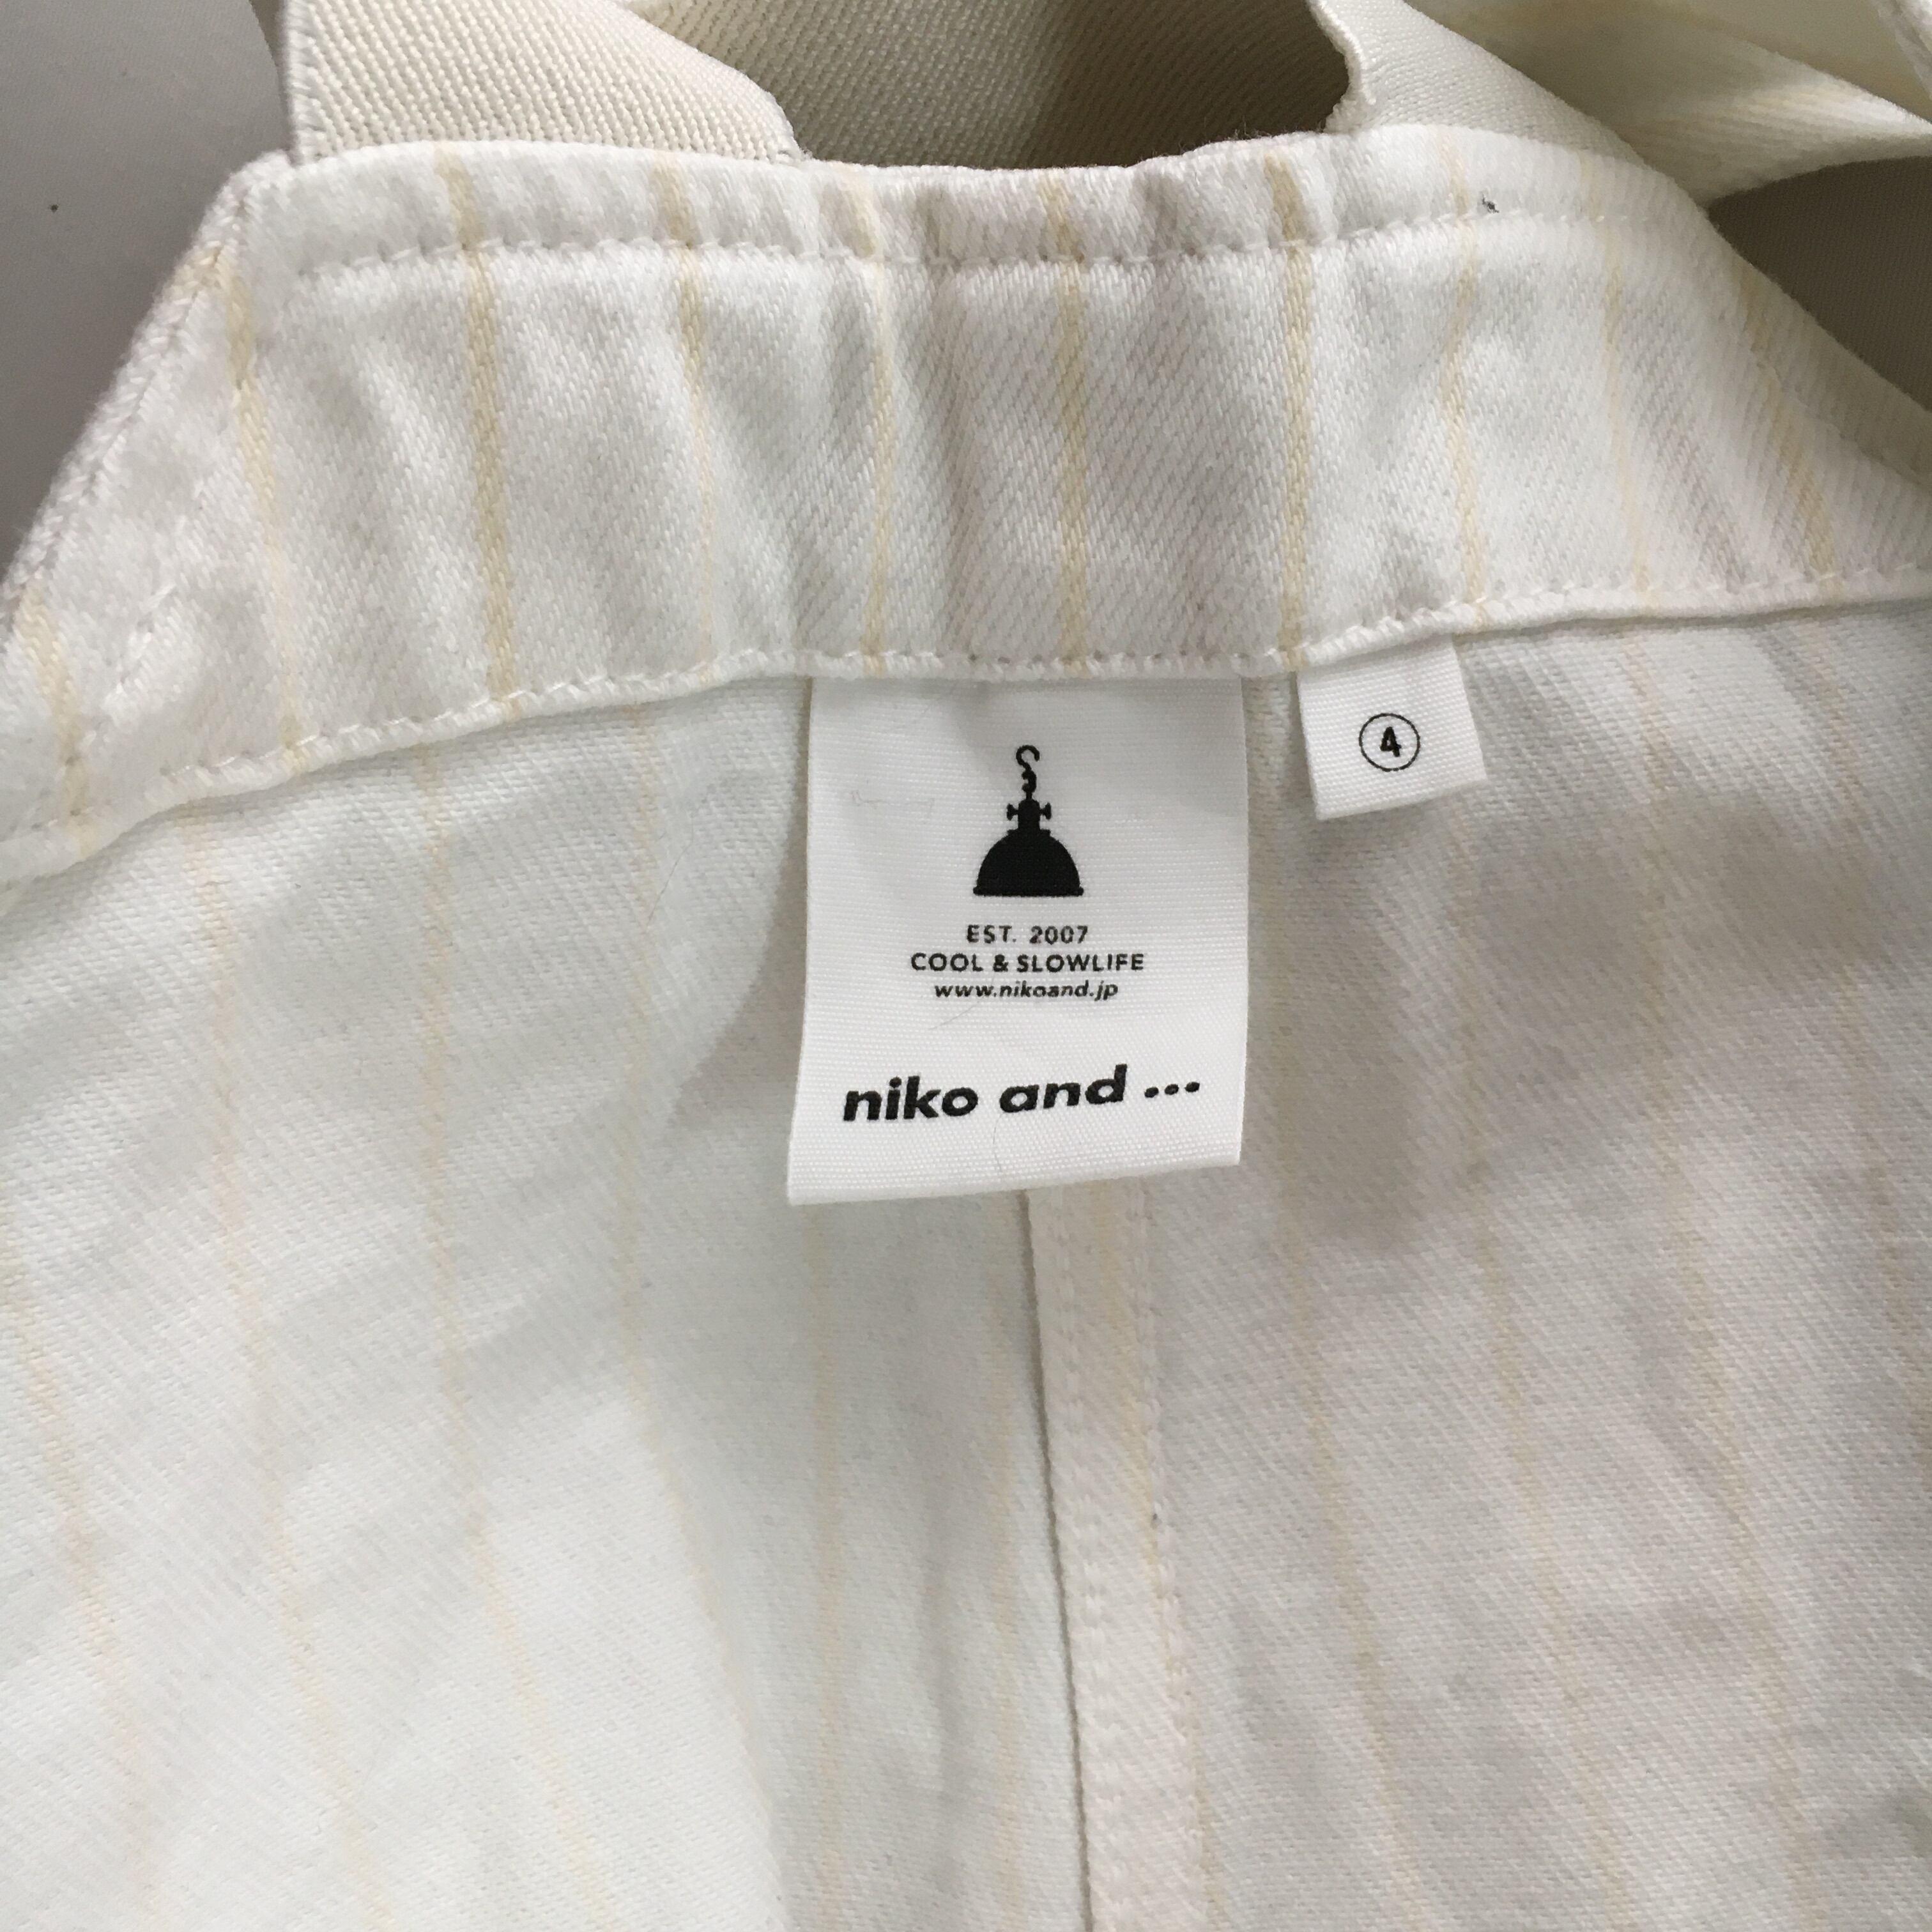 EST. 2007
COOL & SLOWLIFE
www.nikoand.jp
niko and ...
4